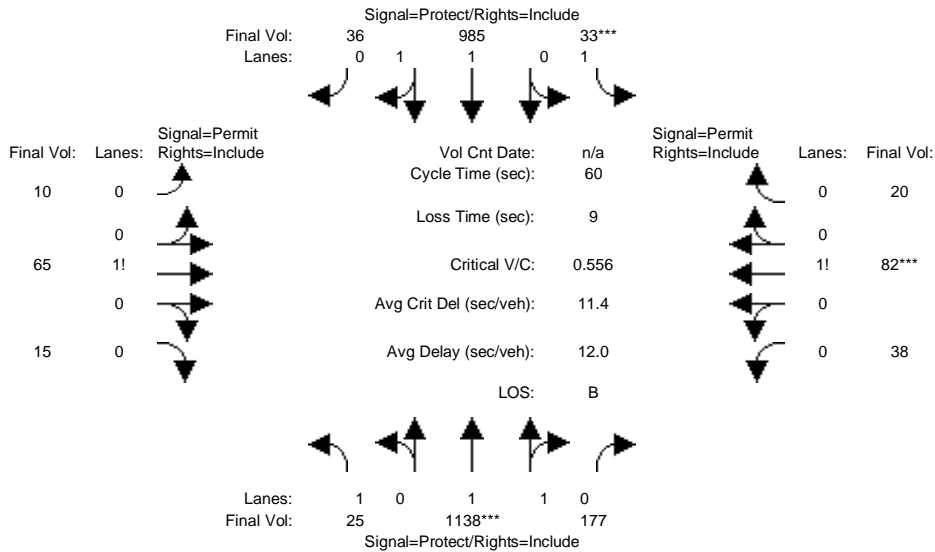 Signal=Protect/Rights=Include
Final Vol: 36 985 33***
Lanes: 0 1 1 0 1
Signal=Permit Signal=Permit
Final Vol: Lanes: Rights=Include Vol Cnt Date: n/a Rights=Include Lanes: Final Vol:
Cycle Time (sec): 60
10 0 0 20
Loss Time (sec): 9
0 0
65 1! Critical V/C: 0.556 1! 82***
0 Avg Crit Del (sec/veh): 11.4 0
15 0 Avg Delay (sec/veh): 12.0 0 38
LOS: B
Lanes: 1 0 1 1 0
Final Vol: 25 1138*** 177
Signal=Protect/Rights=Include